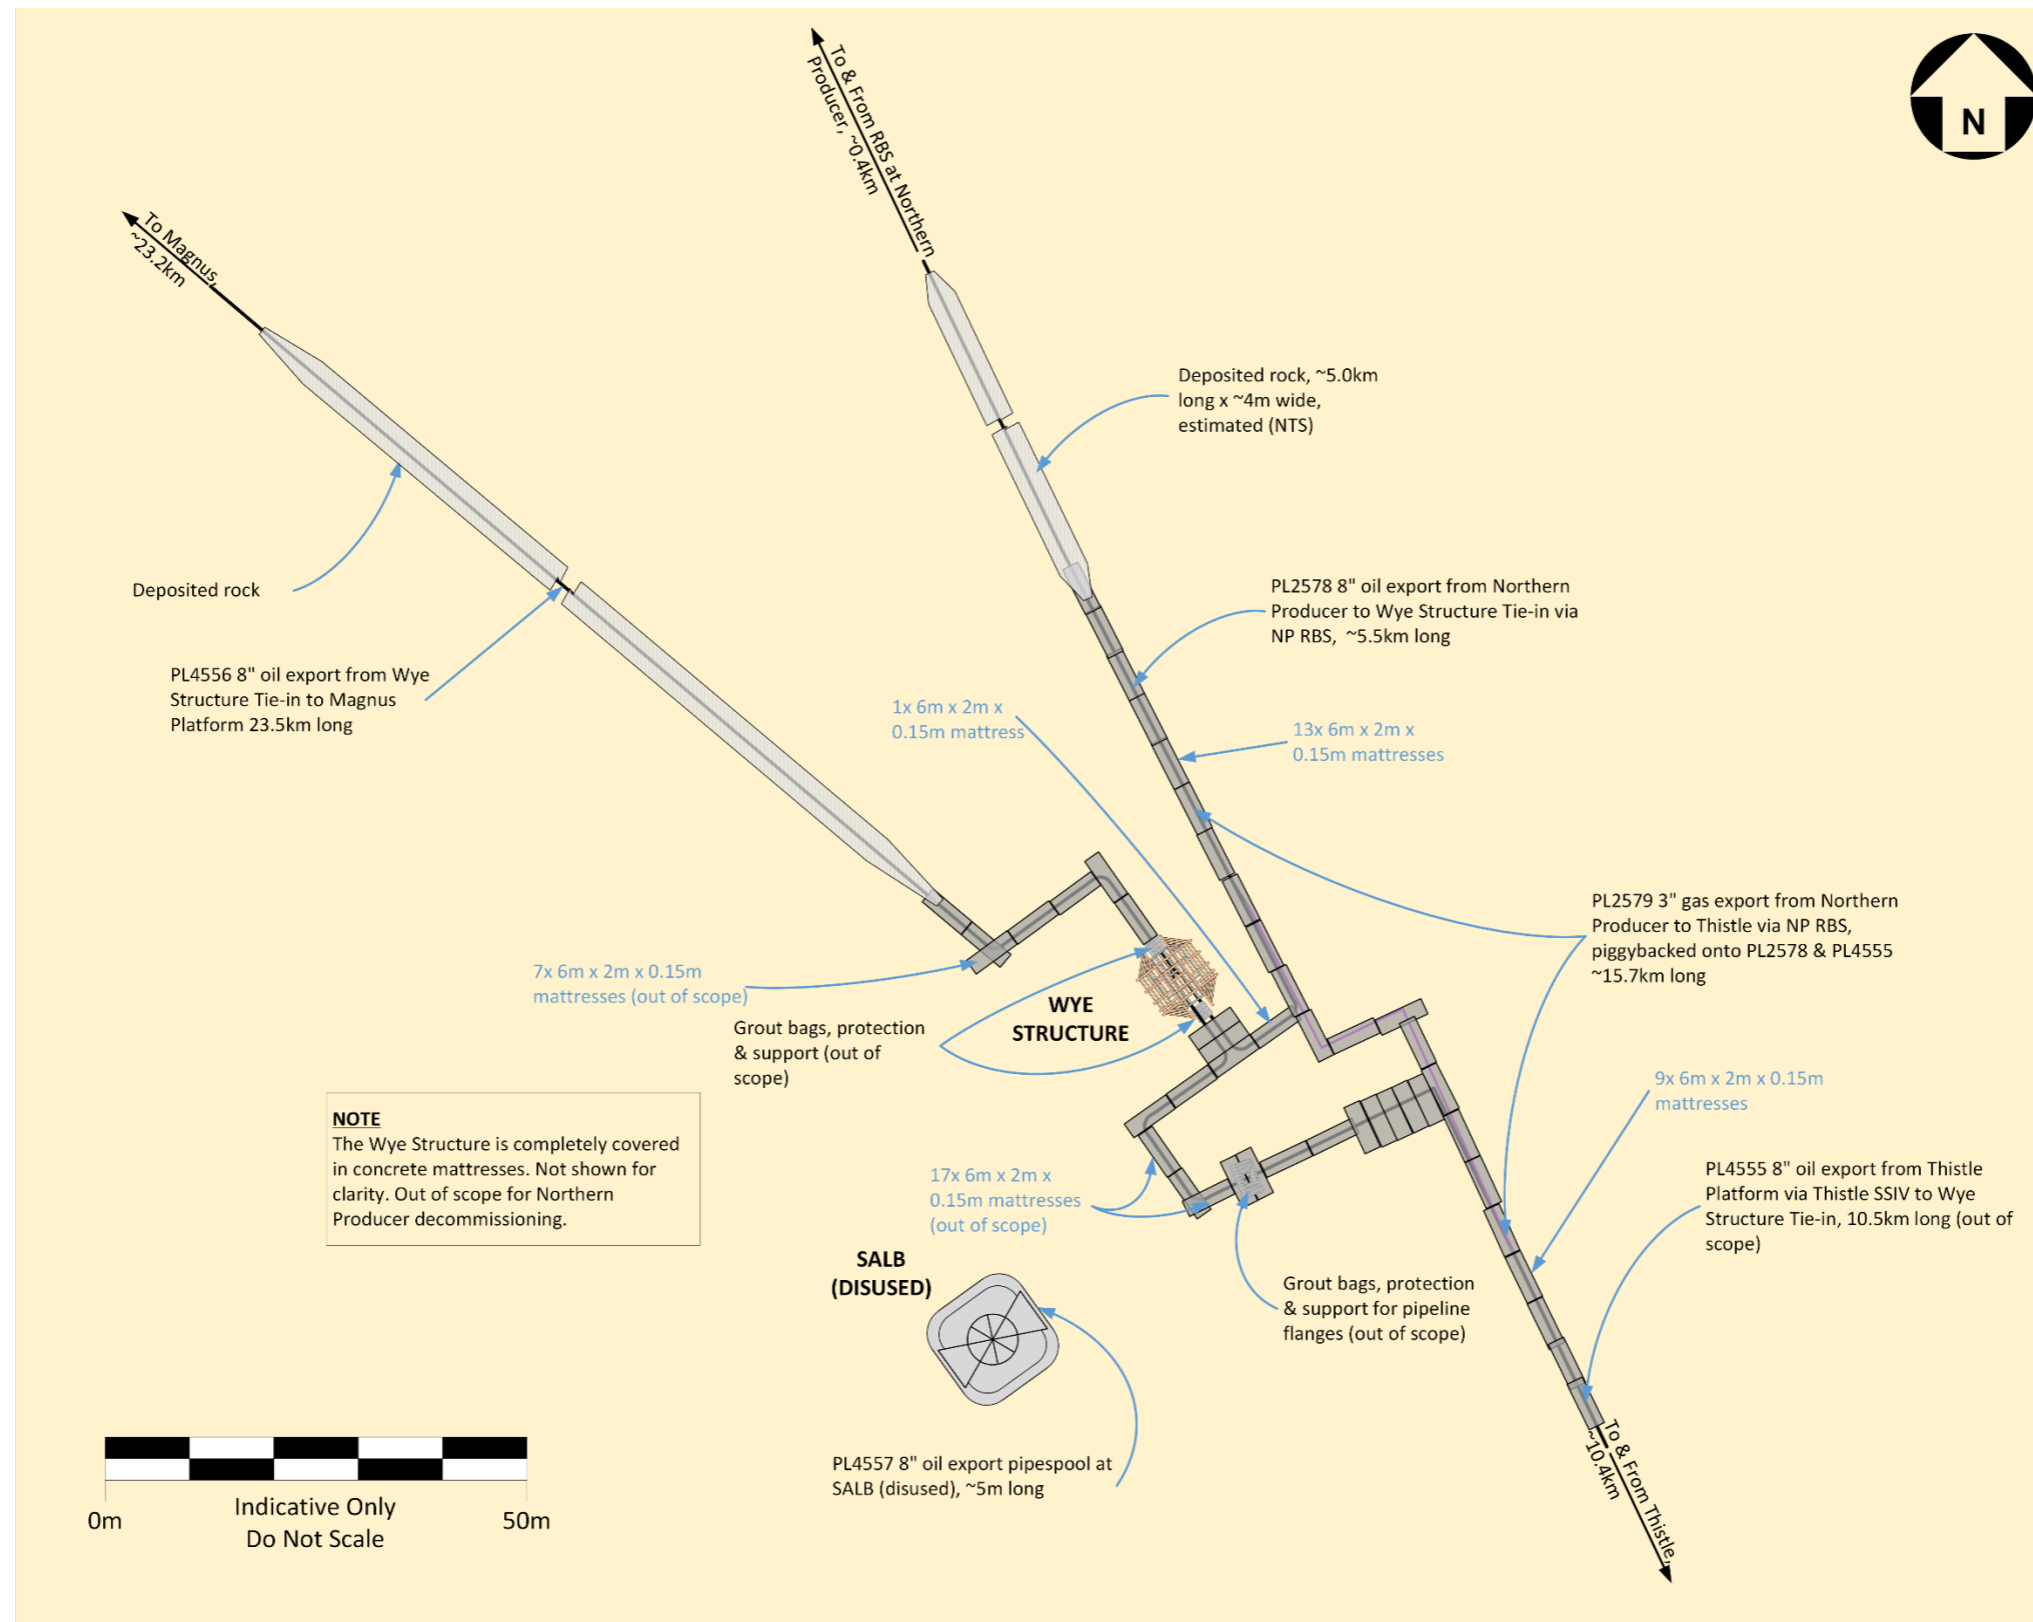 N
To & From RBS at Northern
Producer, ~0.4km
To Magnus,
~23.2km
Deposited rock, ~5.0km
long x ~4m wide,
estimated (NTS)
Deposited rock
PL2578 8" oil export from Northern
Producer to Wye Structure Tie-in via
NP RBS,  ~5.5km long
PL4556 8" oil export from Wye
Structure Tie-in to Magnus
Platform 23.5km long
1x 6m x 2m x
0.15m mattress
13x 6m x 2m x
0.15m mattresses
PL2579 3" gas export from Northern
Producer to Thistle via NP RBS,
piggybacked onto PL2578 & PL4555
~15.7km long
7x 6m x 2m x 0.15m
mattresses (out of scope)
WYE
STRUCTURE
Grout bags, protection
& support (out of
scope)
9x 6m x 2m x 0.15m
mattresses
NOTE
The Wye Structure is completely covered
in concrete mattresses. Not shown for
clarity. Out of scope for Northern
Producer decommissioning.
17x 6m x 2m x
0.15m mattresses
(out of scope)
PL4555 8" oil export from Thistle
Platform via Thistle SSIV to Wye
Structure Tie-in, 10.5km long (out of
scope)
SALB
(DISUSED)
Grout bags, protection
& support for pipeline
flanges (out of scope)
PL4557 8" oil export pipespool at
SALB (disused), ~5m long
To & From Thistle,
~10.4km
0m
Indicative Only
Do Not Scale
50m